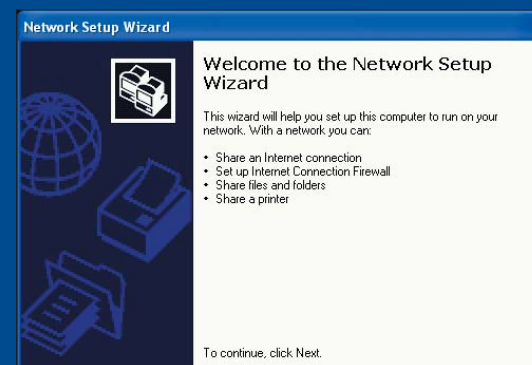 Network Setup Wizard
Welcome to the Network Setup
Wizard
This wizard will help you set up this computer to run on your
network. With a network you can:
• Share an Internet connection
• Set up Internet Connection Firewall
• Share files and folders
• Share a printer
To continue, click Next.